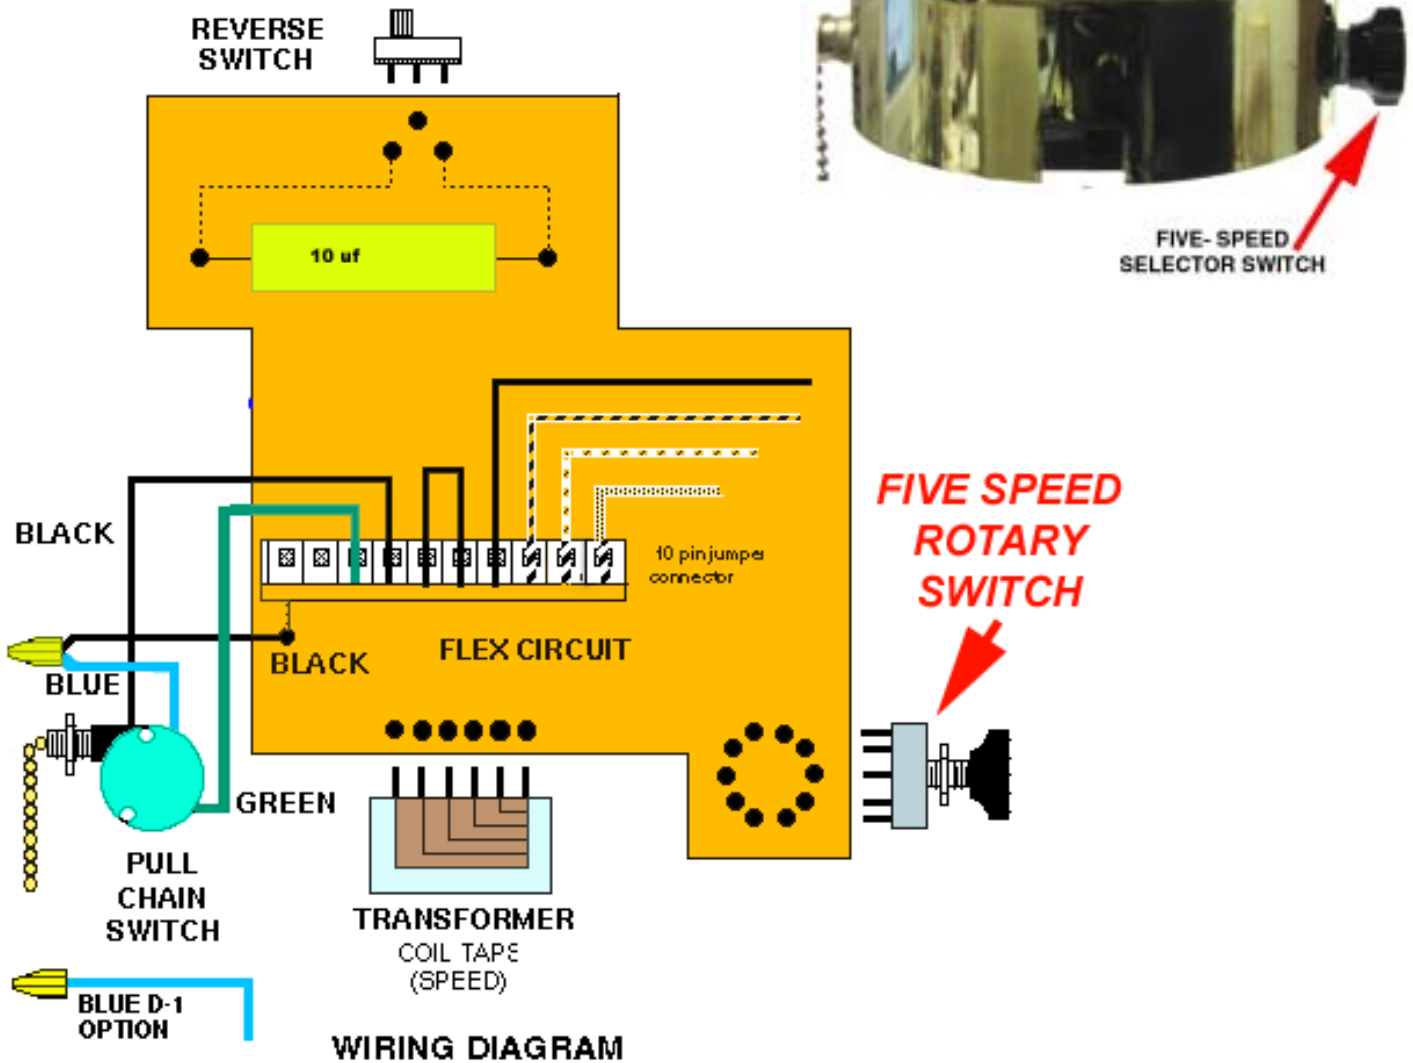 REVERSE
SWITCH
FIVE- SPEED
SELECTOR SWITCH
10 uf
FIVE SPEED
ROTARY
SWITCH
BLACK
10 pin jumper
connector
FLEX CIRCUIT
BLACK
BLUE
GREEN
PULL
CHAIN
SWITCH
TRANSFORMER
COIL TAPS
(SPEED)
BLUE D-1
OPTION
WIRING DIAGRAM